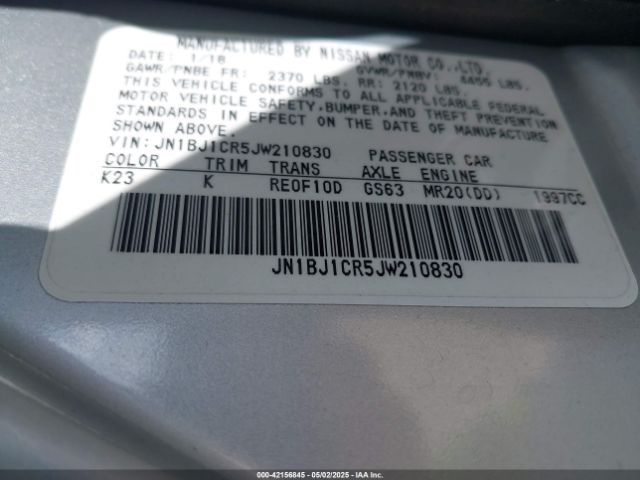 MANUFACTURED BY NISSAN MOTOR CO.,LTD.
DATE: 1/18 GVWR/PNBV: 4455 LBS.
GAWR/PNBE FR: 2370 LBS. RR: 2120 LBS.
THIS VEHICLE CONFORMS TO ALL APPLICABLE FEDERAL
MOTOR VEHICLE SAFETY, BUMPER, AND THEFT PREVENTION
STANDARDS IN EFFECT ON THE DATE OF MANUFACTURE
SHOWN ABOVE.
VIN: JN1BJ1CR5JW210830 PASSENGER CAR
COLOR TRIM TRANS AXLE ENGINE
K23 K RE0F10D GS63 MR20(DD) 1997CC
JN1BJ1CR5JW210830
000-42156845 - 05/02/2025 - IAAI.COM